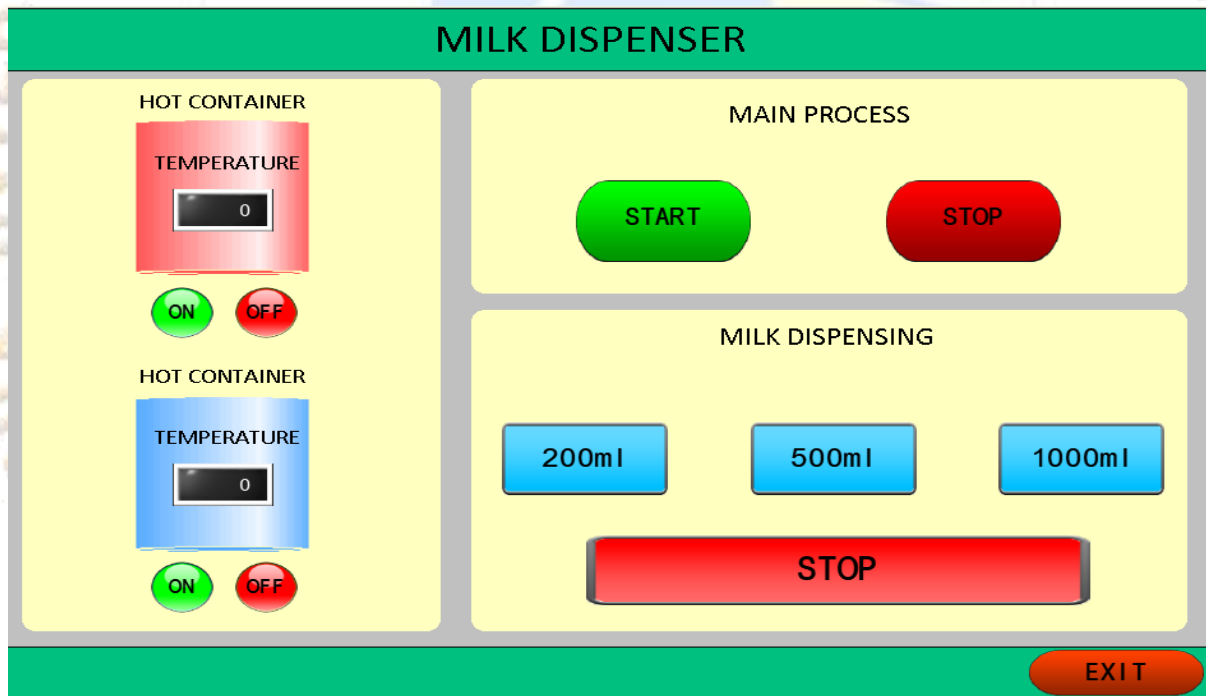 MILK DISPENSER
HOT CONTAINER
TEMPERATURE
0
ON OFF
HOT CONTAINER
TEMPERATURE
0
ON OFF
MAIN PROCESS
START STOP
MILK DISPENSING
200ml 500ml 1000ml
STOP
EXIT